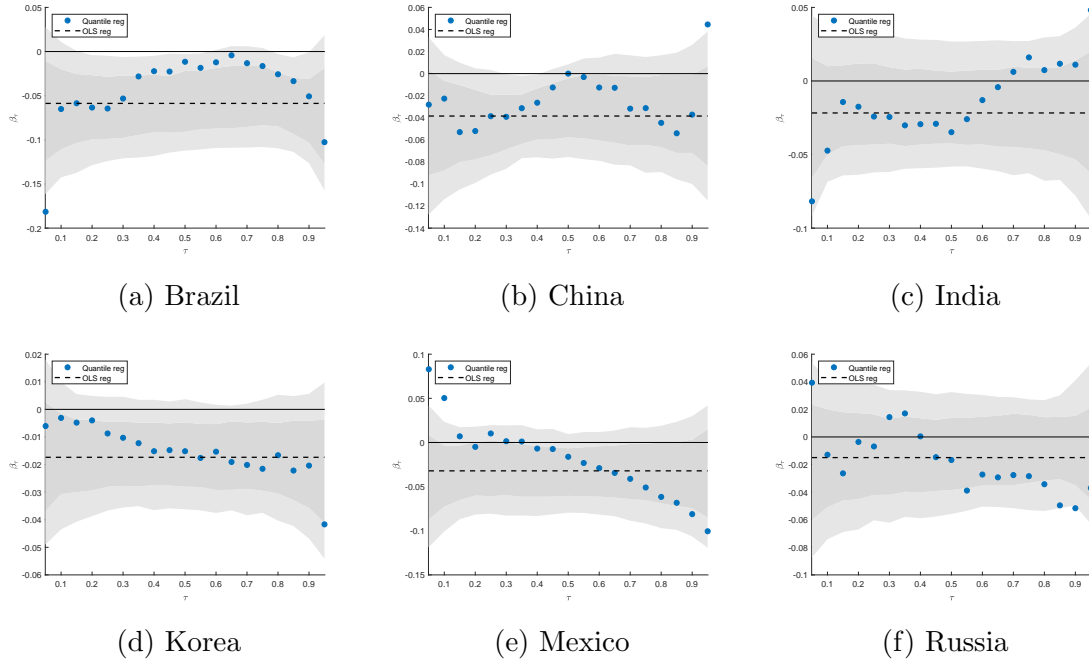 0.05
0
-0.05
-0.1
-0.15
-0.2
βτ
Quantile reg
OLS reg
0.1 0.2 0.3 0.4 0.5 0.6 0.7 0.8 0.9
τ
(a) Brazil
0.06
0.04
0.02
0
-0.02
-0.04
-0.06
-0.08
-0.1
-0.12
-0.14
βτ
Quantile reg
OLS reg
0.1 0.2 0.3 0.4 0.5 0.6 0.7 0.8 0.9
τ
(b) China
0.05
0
-0.05
-0.1
βτ
Quantile reg
OLS reg
0.1 0.2 0.3 0.4 0.5 0.6 0.7 0.8 0.9
τ
(c) India
0.02
0.01
0
-0.01
-0.02
-0.03
-0.04
-0.05
-0.06
βτ
Quantile reg
OLS reg
0.1 0.2 0.3 0.4 0.5 0.6 0.7 0.8 0.9
τ
(d) Korea
0.1
0.05
0
-0.05
-0.1
-0.15
βτ
Quantile reg
OLS reg
0.1 0.2 0.3 0.4 0.5 0.6 0.7 0.8 0.9
τ
(e) Mexico
0.06
0.04
0.02
0
-0.02
-0.04
-0.06
-0.08
-0.1
βτ
Quantile reg
OLS reg
0.1 0.2 0.3 0.4 0.5 0.6 0.7 0.8 0.9
τ
(f) Russia